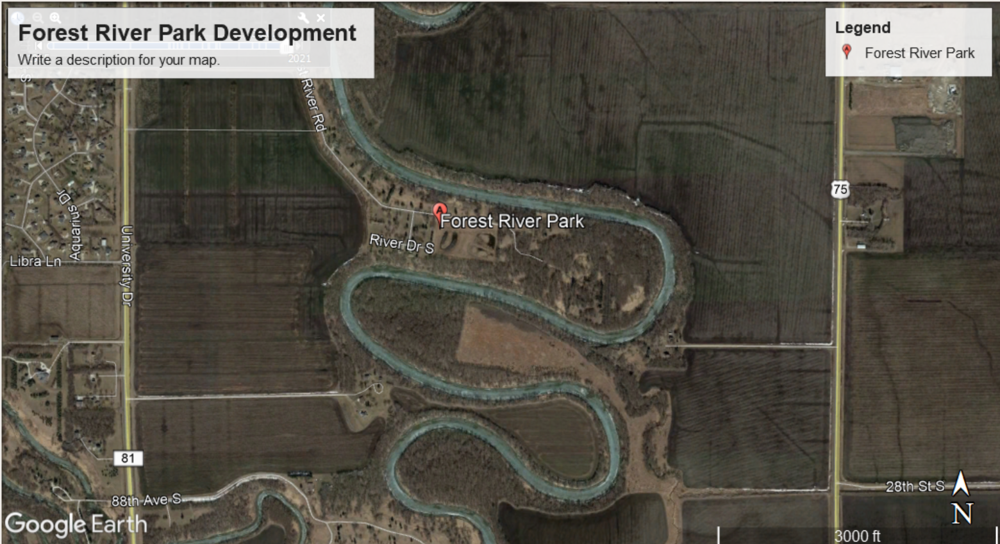 Forest River Park Development
Write a description for your map.
2021
Legend
A Forest River Park
st River Rd
75
A
Forest River Park
River Dr S
Aquarius Dr
Libra Ln
University Dr
81
88th Ave S
28th St S
N
Google Earth
3000 ft